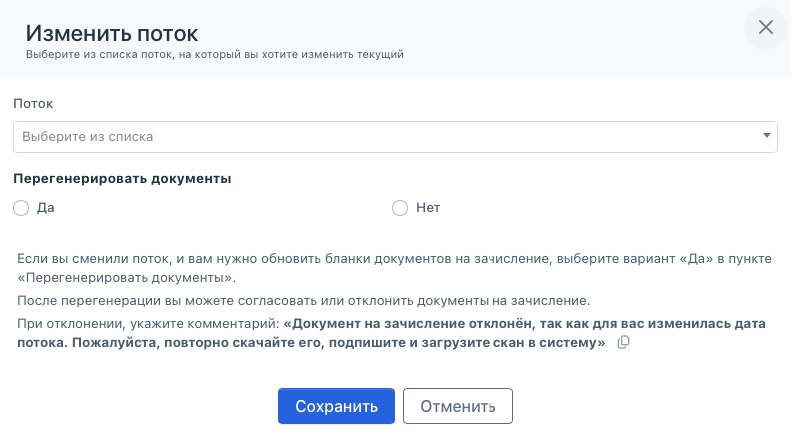 Изменить поток
Выберите из списка поток, на который вы хотите изменить текущий
Поток
Выберите из списка
Перегенерировать документы
Да
Нет
Если вы сменили поток, и вам нужно обновить бланки документов на зачисление, выберите вариант «Да» в пункте
«Перегенерировать документы».
После перегенерации вы можете согласовать или отклонить документы на зачисление.
При отклонении, укажите комментарий: «Документ на зачисление отклонён, так как для вас изменилась дата
потока. Пожалуйста, повторно скачайте его, подпишите и загрузите скан в систему»
Сохранить
Отменить